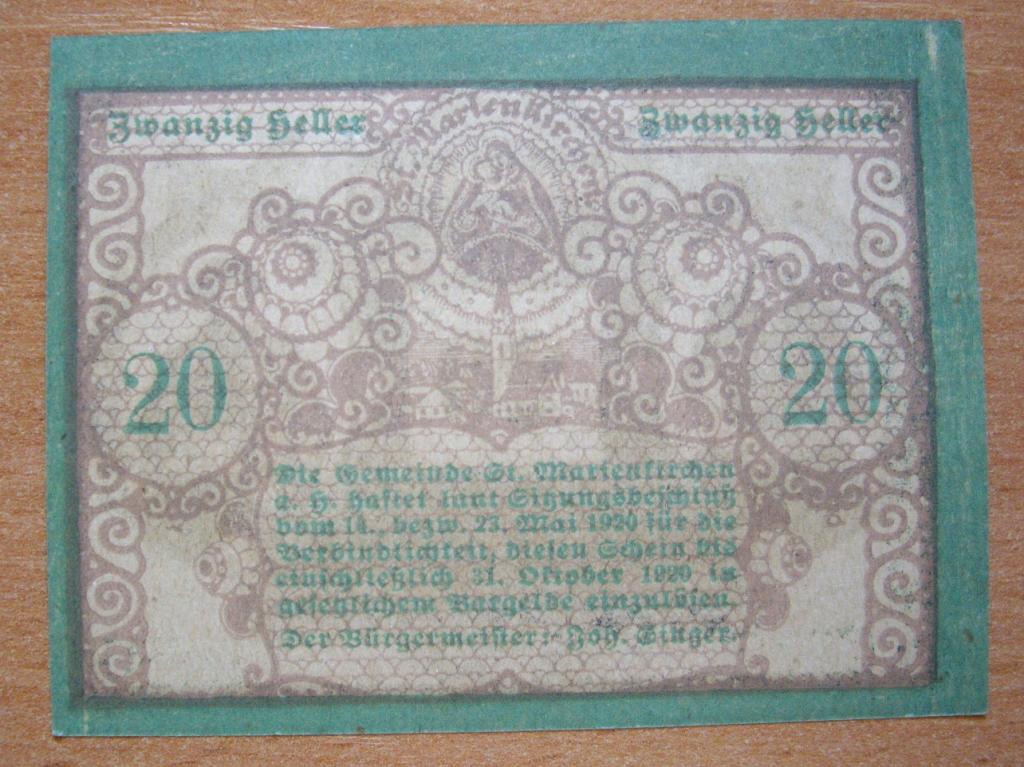 Zwanzig Heller
St. Marienkirchen
Zwanzig Heller
20
20
Die Gemeinde St. Marienkirchen
a. H. haftet laut Sitzungsbeschluß
vom 14., bezw. 23. Mai 1920 für die
Verbindlichkeit, diesen Schein bis
einschließlich 31. Oktober 1920 in
gesetzlichem Bargelde einzulösen.
Der Bürgermeister: Joh. Singer.